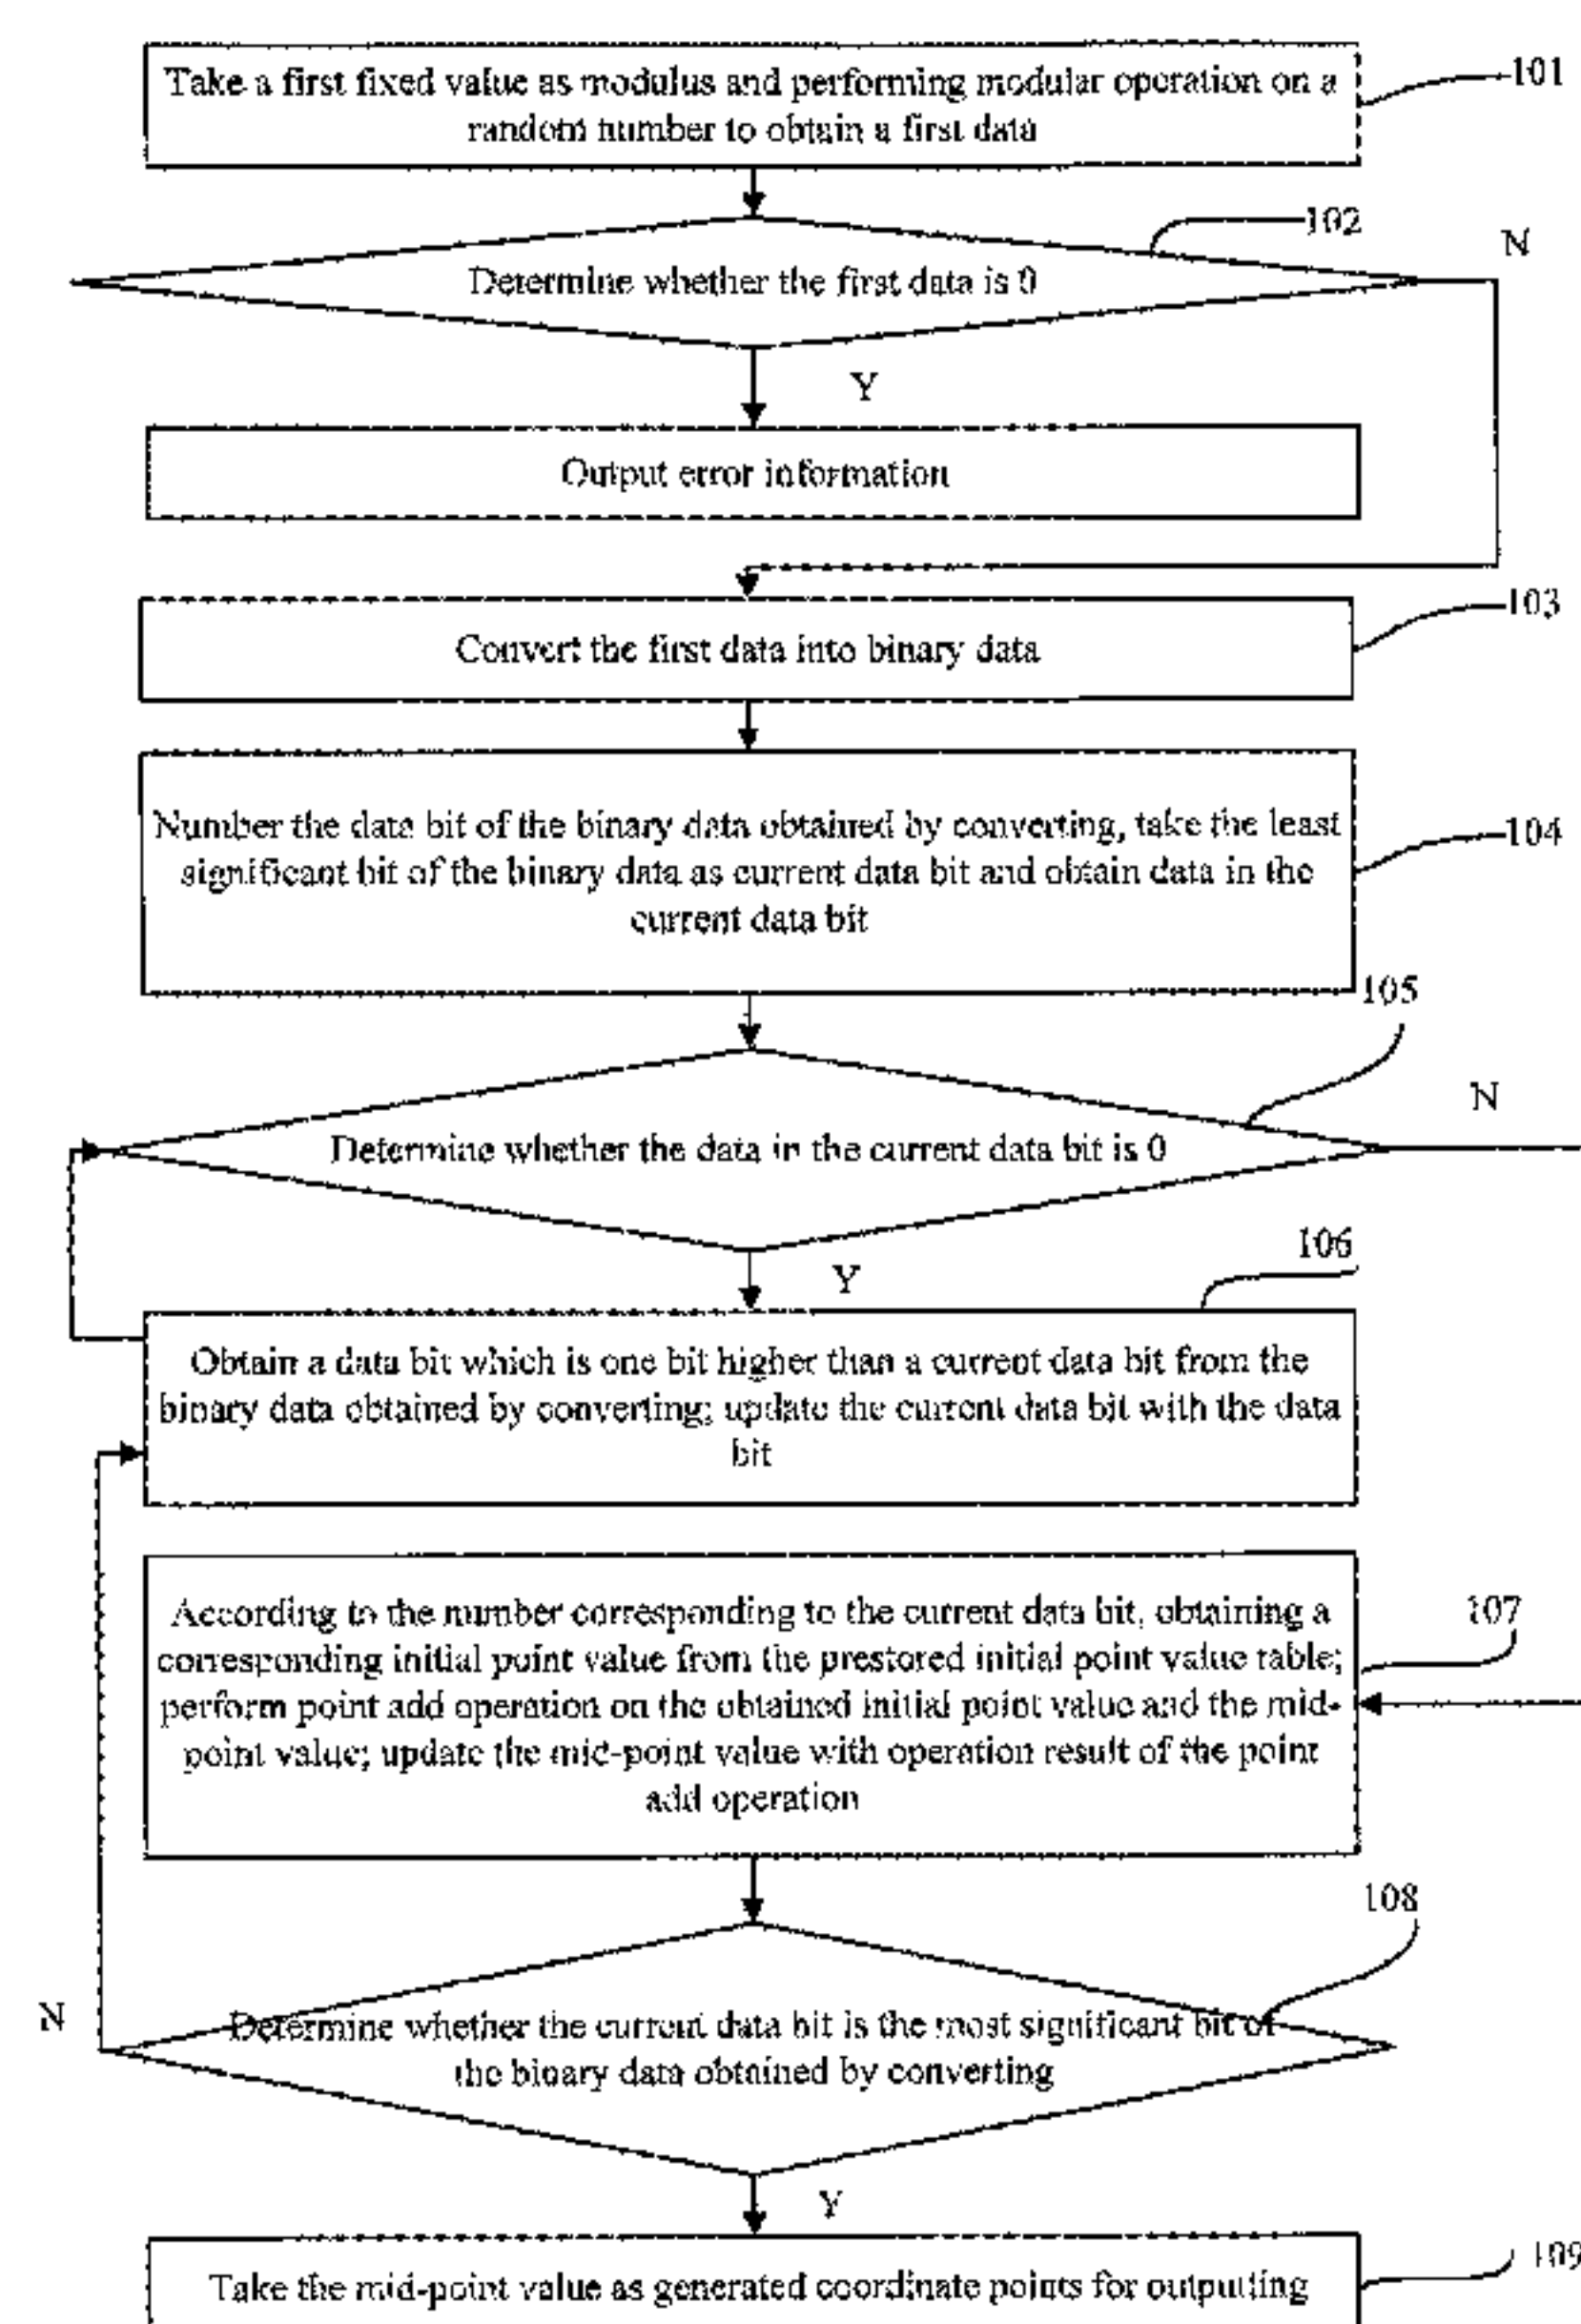 Take a first fixed value as modulus and performing modular operation on a
random number to obtain a first data
101
102
N
Determine whether the first data is 0
Y
Output error information
103
Convert the first data into binary data
Number the data bit of the binary data obtained by converting, take the least
significant bit of the binary data as current data bit and obtain data in the
current data bit
104
105
N
Determine whether the data in the current data bit is 0
106
Y
Obtain a data bit which is one bit higher than a current data bit from the
binary data obtained by converting; update the current data bit with the data
bit
According to the number corresponding to the current data bit, obtaining a
corresponding initial point value from the prestored initial point value table;
perform point add operation on the obtained initial point value and the mid-
point value; update the mid-point value with operation result of the point
add operation
107
108
N
Determine whether the current data bit is the most significant bit of
the binary data obtained by converting
Y
109
Take the mid-point value as generated coordinate points for outputting